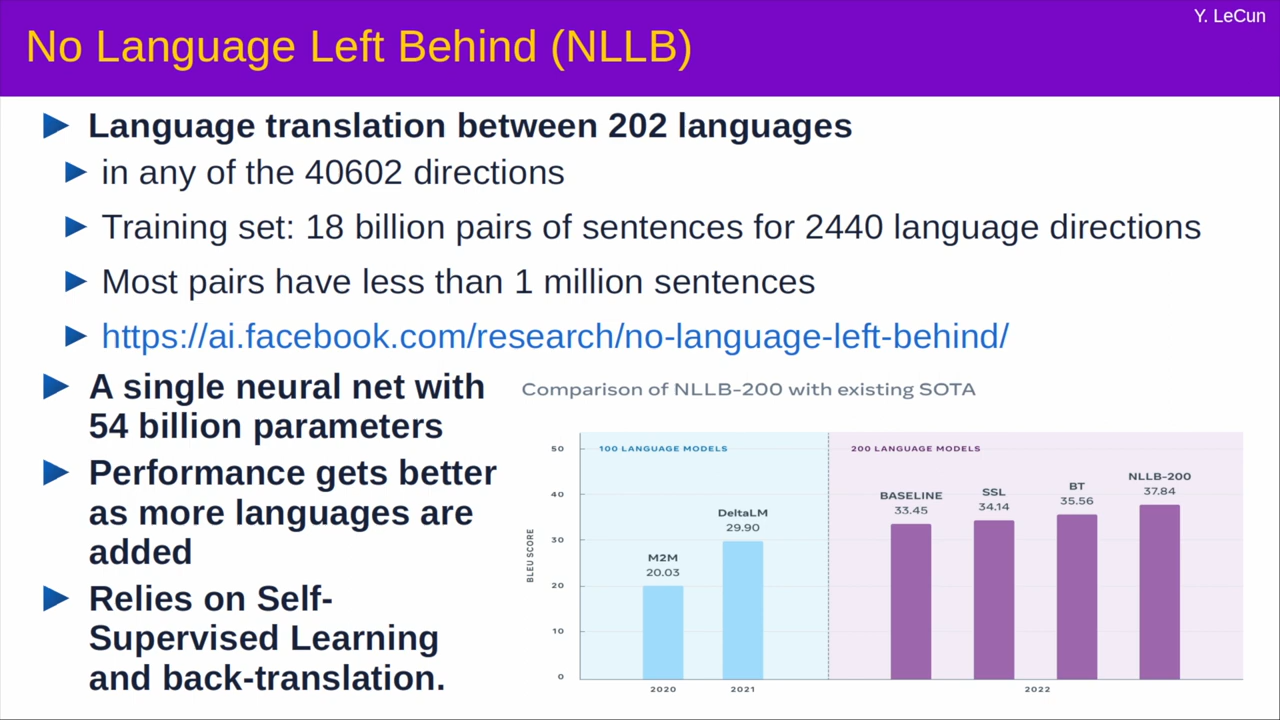 Y. LeCun
No Language Left Behind (NLLB)
Language translation between 202 languages
in any of the 40602 directions
Training set: 18 billion pairs of sentences for 2440 language directions
Most pairs have less than 1 million sentences
https://ai.facebook.com/research/no-language-left-behind/
A single neural net with
54 billion parameters
Performance gets better
as more languages are
added
Relies on Self-
Supervised Learning
and back-translation.
Comparison of NLLB-200 with existing SOTA
BLEU SCORE
50
40
30
20
10
0
100 LANGUAGE MODELS
M2M
20.03
DeltaLM
29.90
2020
2021
200 LANGUAGE MODELS
BASELINE
33.45
SSL
34.14
BT
35.56
NLLB-200
37.84
2022